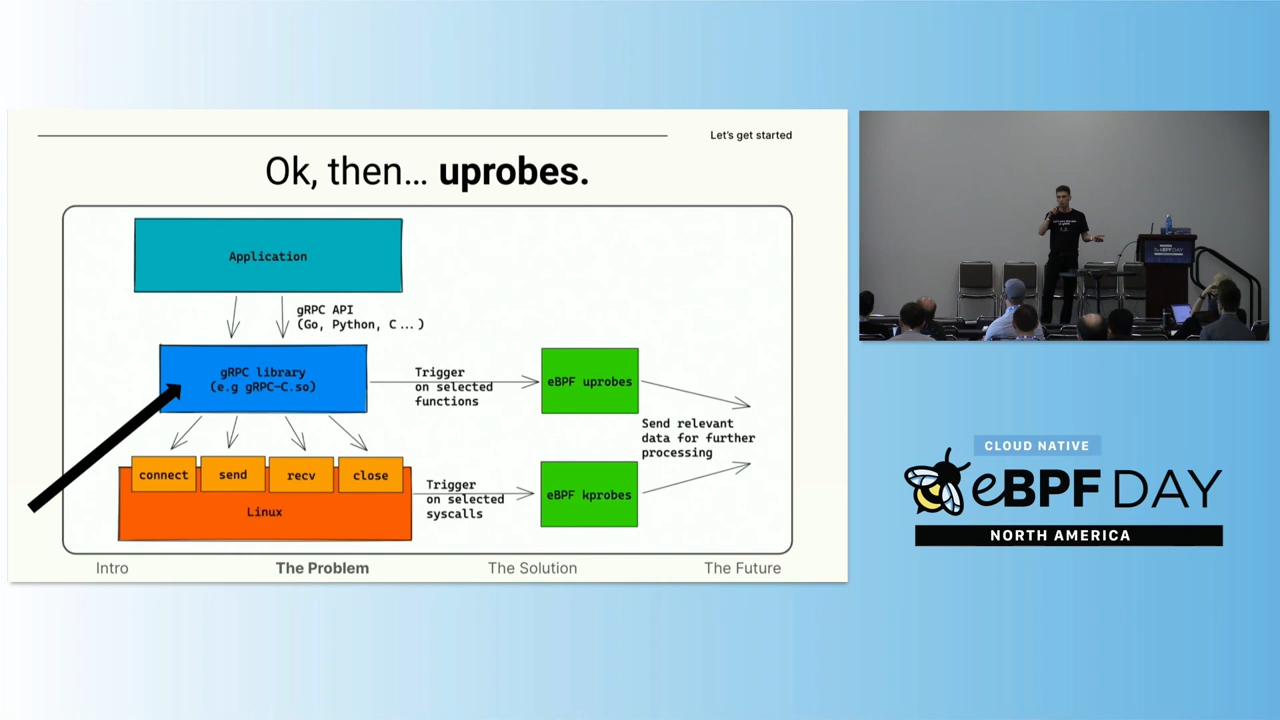 Let's get started
Ok, then... uprobes.
Application
gRPC API
(Go, Python, C...)
gRPC library
(e.g gRPC-C.so)
Trigger
on selected
functions
eBPF uprobes
Send relevant
data for further
processing
connect
send
recv
close
Linux
Trigger
on selected
syscalls
eBPF kprobes
Intro
The Problem
The Solution
The Future
CLOUD NATIVE
eBPF DAY
NORTH AMERICA
eBPF DAY